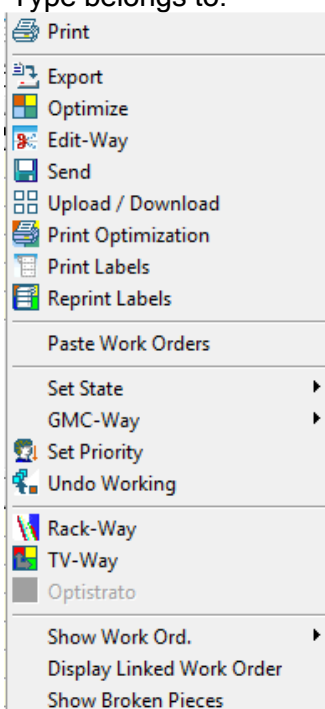 Type belongs to:
Print
Export
Optimize
Edit-Way
Send
Upload / Download
Print Optimization
Print Labels
Reprint Labels
Paste Work Orders
Set State
GMC-Way
Set Priority
Undo Working
Rack-Way
TV-Way
Optistrato
Show Work Ord.
Display Linked Work Order
Show Broken Pieces